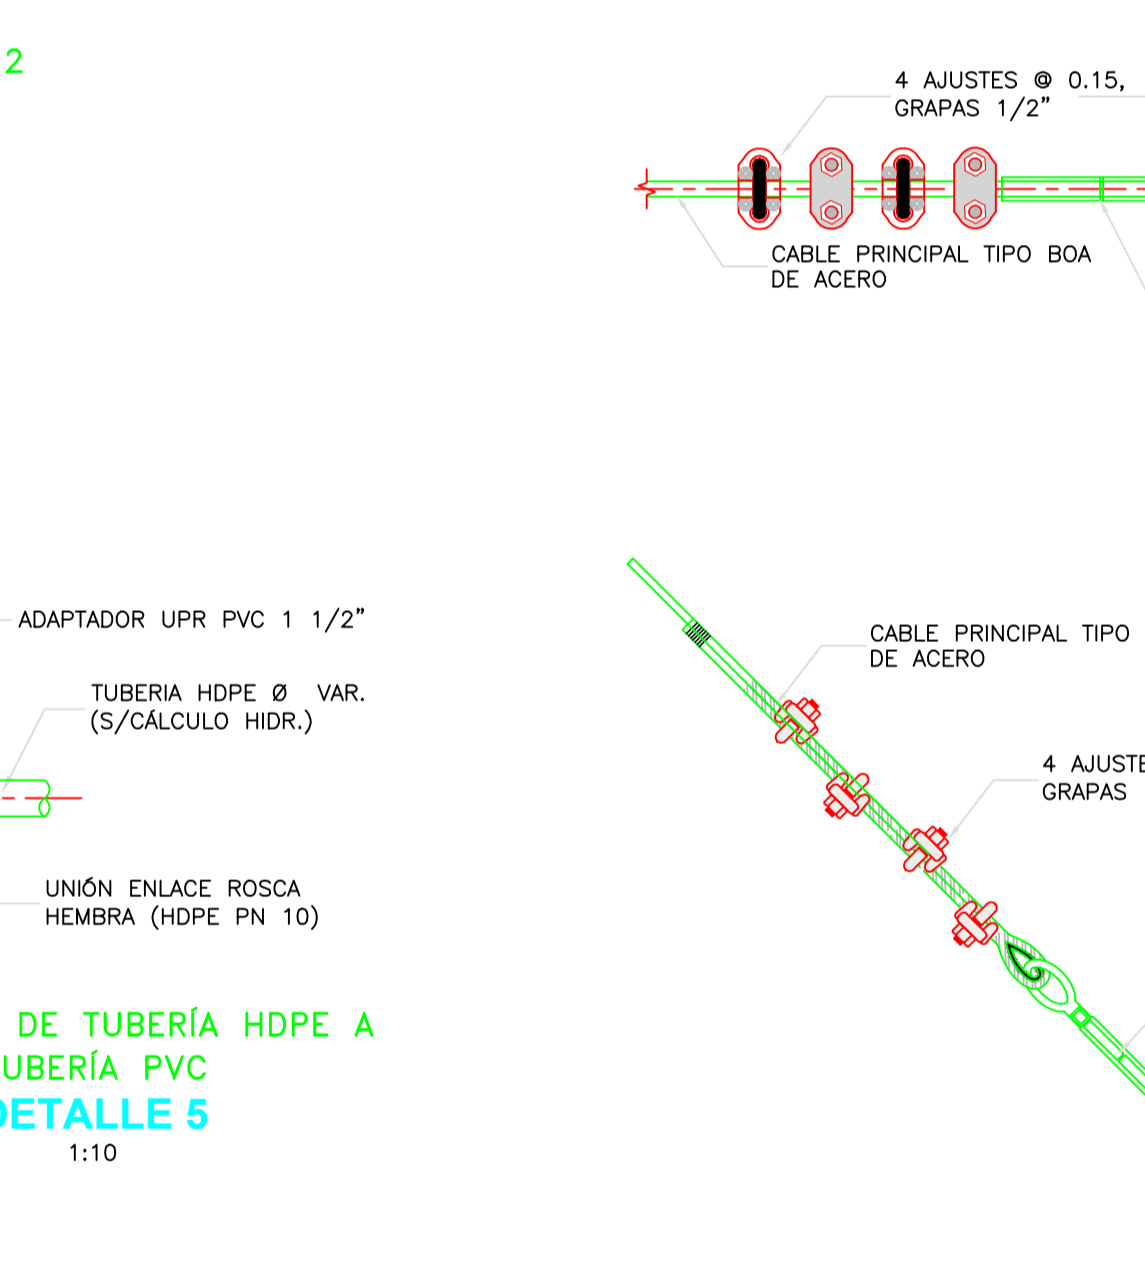 2
4 AJUSTES @ 0.15,
GRAPAS 1/2”
CABLE PRINCIPAL TIPO BOA
DE ACERO
ADAPTADOR UPR PVC 1 1/2”
TUBERIA HDPE Ø VAR.
(S/CÁLCULO HIDR.)
UNIÓN ENLACE ROSCA
HEMBRA (HDPE PN 10)
DE TUBERÍA HDPE A
UBERÍA PVC
DETALLE 5
1:10
CABLE PRINCIPAL TIPO
DE ACERO
4 AJUSTE
GRAPAS